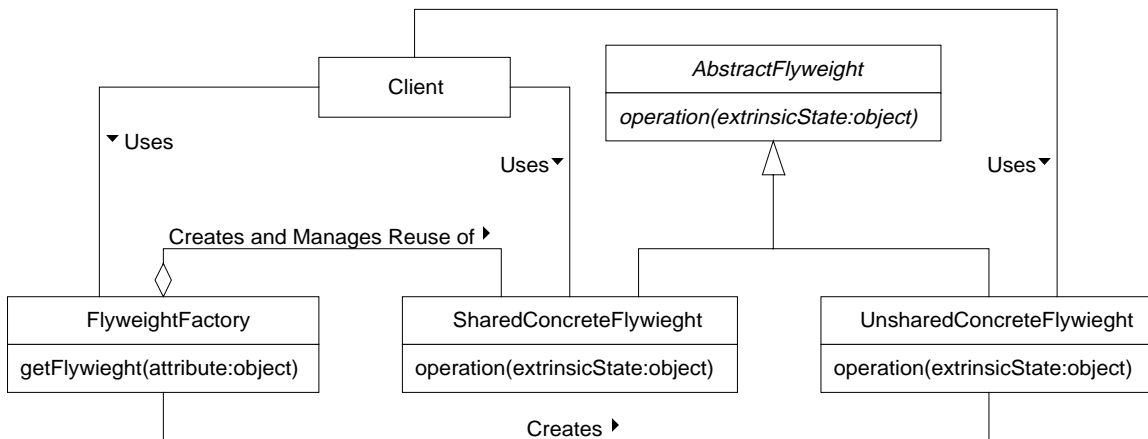 Client
AbstractFlyweight
operation(extrinsicState:object)
Uses
Uses
Uses
Creates and Manages Reuse of
FlyweightFactory
getFlywieght(attribute:object)
SharedConcreteFlywieght
operation(extrinsicState:object)
UnsharedConcreteFlywieght
operation(extrinsicState:object)
Creates